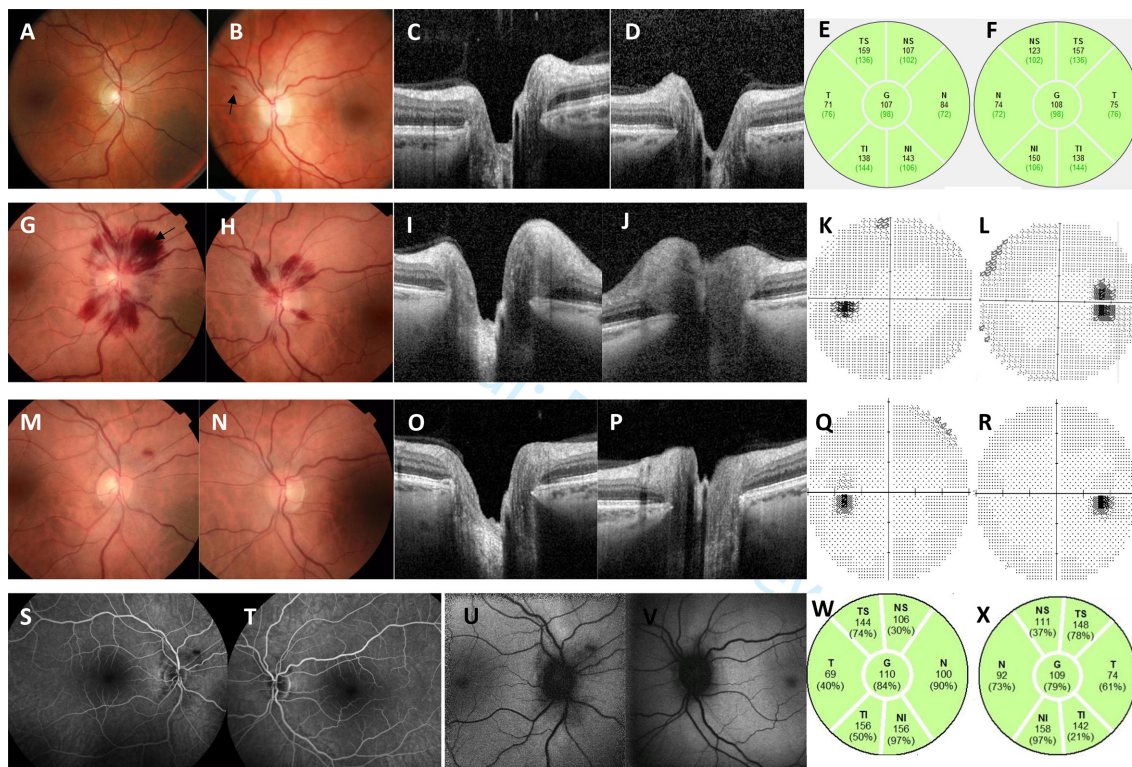 A B C D E F
TS 159 (136)
NS 107 (102)
T 71 (76)
G 107 (98)
N 84 (72)
TI 138 (144)
NI 143 (106)
NS 123 (102)
TS 157 (136)
N 74 (72)
G 108 (98)
T 75 (76)
NI 150 (106)
TI 138 (144)
G H I J K L
M N O P Q R
S T U V W X
TS 144 (74%)
NS 106 (30%)
T 69 (40%)
G 110 (84%)
N 100 (90%)
TI 156 (50%)
NI 156 (97%)
NS 111 (37%)
TS 148 (78%)
N 92 (73%)
G 109 (79%)
T 74 (61%)
NI 158 (97%)
TI 142 (21%)